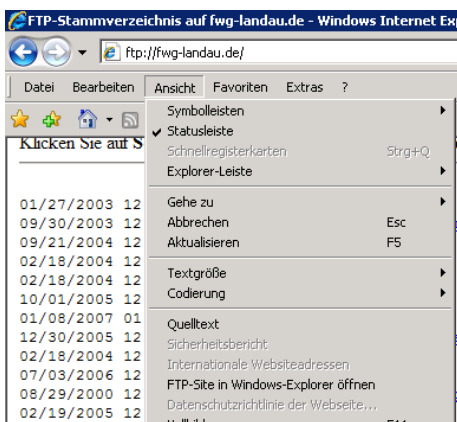 FTP-Stammverzeichnis auf fwg-landau.de - Windows Internet Ex
ftp://fwg-landau.de/
Datei Bearbeiten Ansicht Favoriten Extras ?
Klicken Sie auf S
Symbolleisten
Statusleiste
Schnellregisterkarten Strg+Q
Explorer-Leiste
Gehe zu
Abbrechen Esc
Aktualisieren F5
Textgröße
Codierung
Quelltext
Sicherheitsbericht
Internationale Websiteadressen
FTP-Site in Windows-Explorer öffnen
Datenschutzrichtlinie der Webseite...
01/27/2003 12
09/30/2003 12
09/21/2004 12
02/18/2004 12
02/18/2004 12
10/01/2005 12
01/08/2007 01
12/30/2005 12
02/18/2004 12
07/03/2006 12
08/29/2000 12
02/19/2005 12